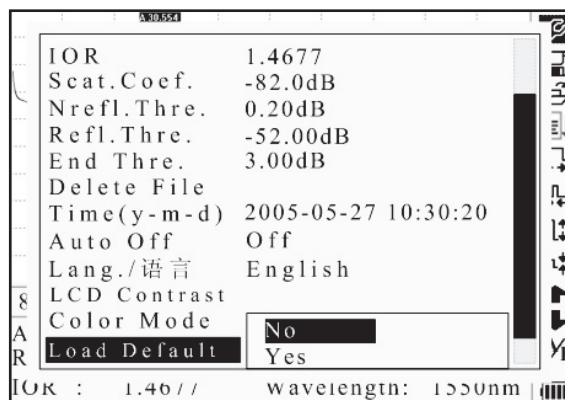 A 30.554
IOR 1.4677
Scat.Coef. -82.0dB
Nrefl.Thre. 0.20dB
Refl.Thre. -52.00dB
End Thre. 3.00dB
Delete File
Time(y-m-d) 2005-05-27 10:30:20
Auto Off Off
Lang./语言 English
LCD Contrast
Color Mode
No
Load Default
Yes
8
A
R
IOR : 1.4677 Wavelength: 1550nm